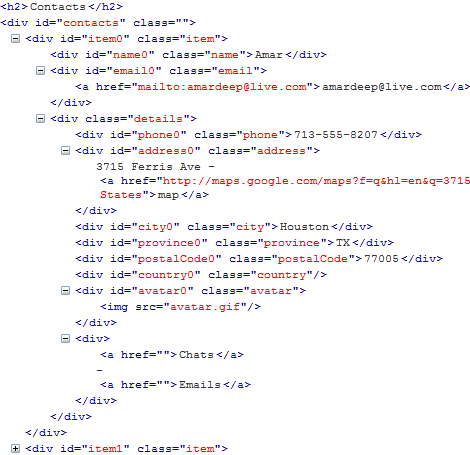 <h2>Contacts</h2>
<div id="contacts" class="">
<div id="item0" class="item">
<div id="name0" class="name">Amar</div>
<div id="email0" class="email">
<a href="mailto:amardeep@live.com">amardeep@live.com</a>
</div>
<div class="details">
<div id="phone0" class="phone">713-555-8207</div>
<div id="address0" class="address">
3715 Ferris Ave -
<a href="http://maps.google.com/maps?f=q&hl=en&q=3715
States">map</a>
</div>
<div id="city0" class="city">Houston</div>
<div id="province0" class="province">TX</div>
<div id="postalCode0" class="postalCode">77005</div>
<div id="country0" class="country"/>
<div id="avatar0" class="avatar">
<img src="avatar.gif"/>
</div>
<div>
<a href="">Chats</a>
-
<a href="">Emails</a>
</div>
</div>
</div>
<div id="item1" class="item">